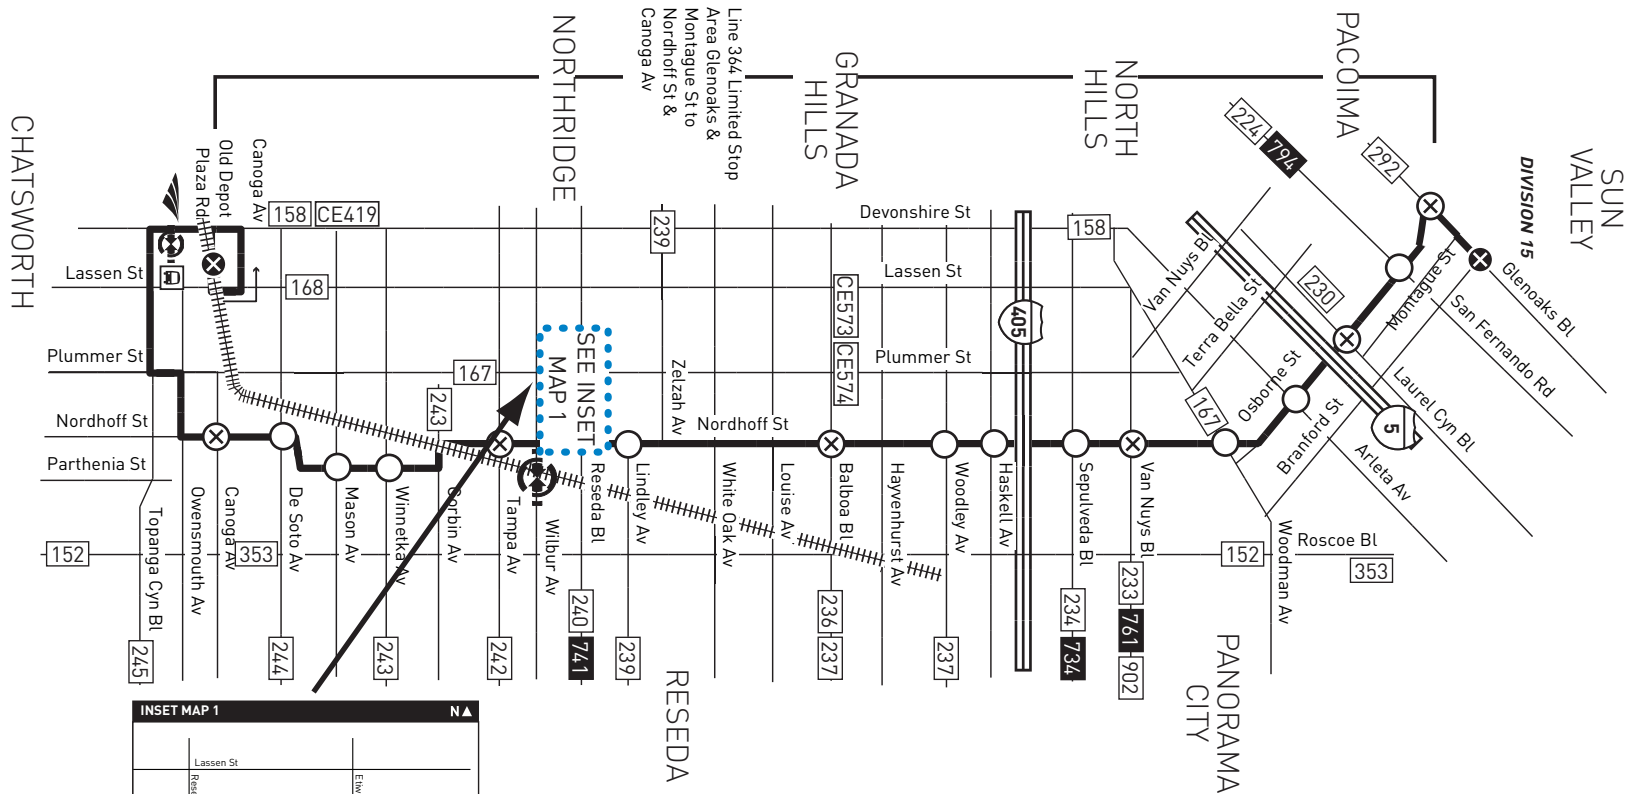 Line 364 Limited Stop
Area Glenoaks &
Montague St to
Nordhoff St &
Canoga Av
CHATSWORTH
NORTHRIDGE
GRANADA
HILLS
NORTH
HILLS
PACOIMA
SUN
VALLEY
DIVISION 15
RESEDA
PANORAMA
CITY
Canoga Av
Old Depot
Plaza Rd
158
CE419
239
Devonshire St
158
224
794
292
Lassen St
168
Lassen St
CE573
CE574
405
Van Nuys Bl
Terra Bella St
230
Montague St
Glenoaks Bl
San Fernando Rd
Laurel Cyn Bl
5
Plummer St
167
SEE INSET
MAP 1
Zelzah Av
Plummer St
167
Osborne St
Branford St
Arleta Av
243
Nordhoff St
Nordhoff St
Parthenia St
Topanga Cyn Bl
Owensmouth Av
Canoga Av
De Soto Av
Mason Av
Winnetka Av
Corbin Av
Tampa Av
Wilbur Av
Reseda Bl
Lindley Av
White Oak Av
Louise Av
Balboa Bl
Hayvenhurst Av
Woodley Av
Haskell Av
Sepulveda Bl
Van Nuys Bl
Woodman Av
152
353
152
Roscoe Bl
353
245
244
243
242
240
741
239
236
237
237
234
734
233
761
902
INSET MAP 1
N
Lassen St